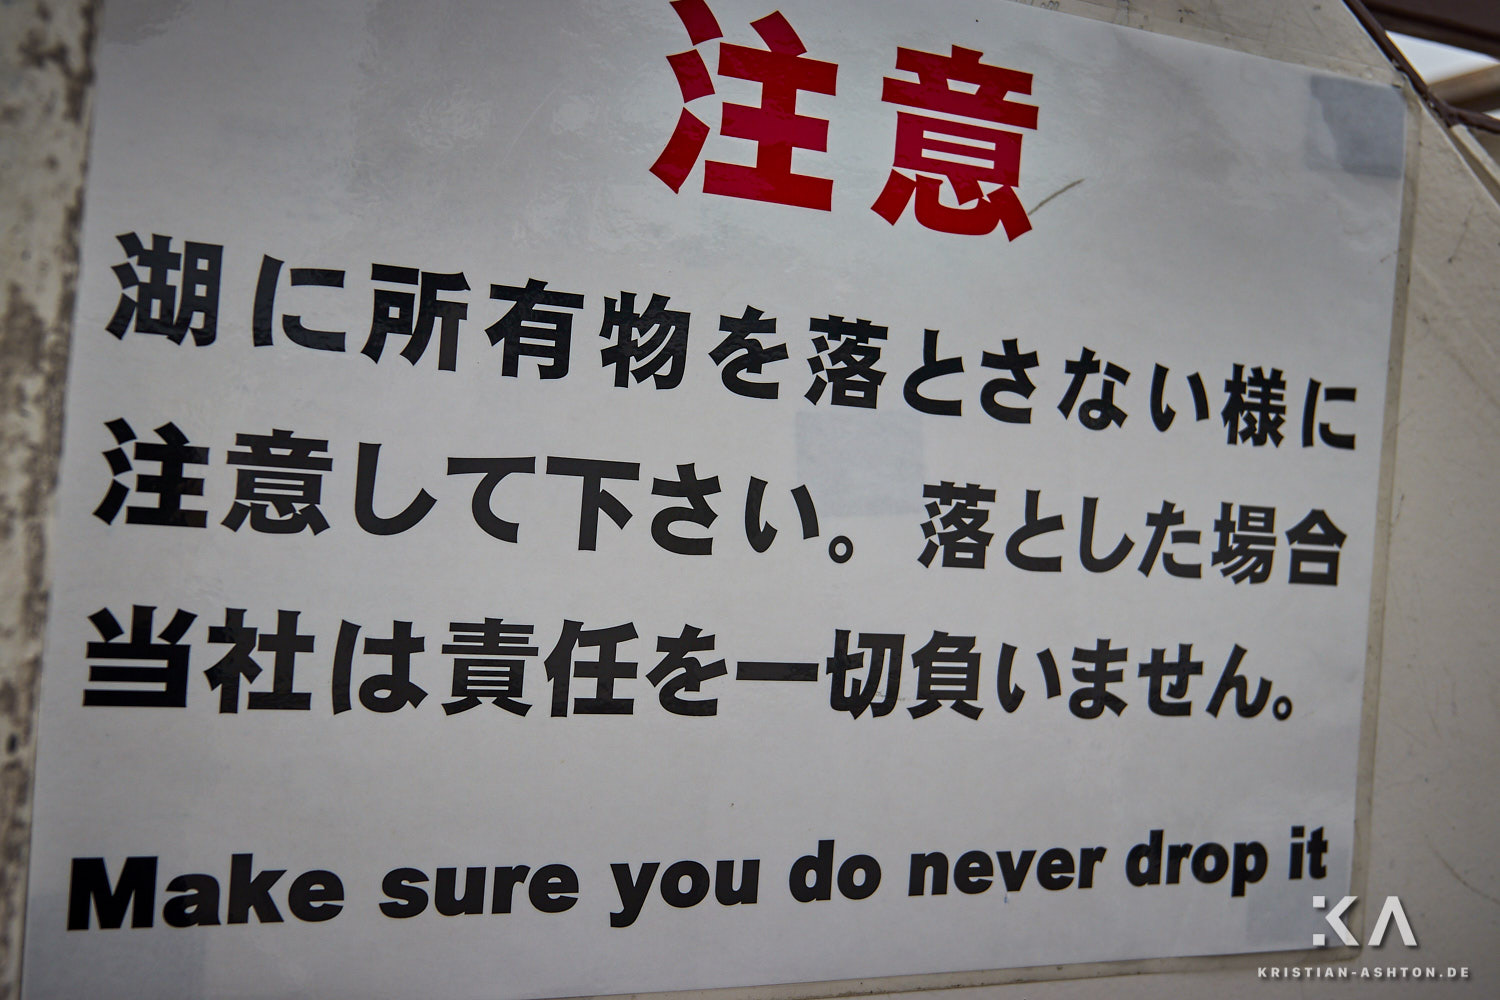 注意
湖に所有物を落とさない様に
注意して下さい。落とした場合
当社は責任を一切負いません。
Make sure you do never drop it
KA
KRISTIAN-ASHTON.DE